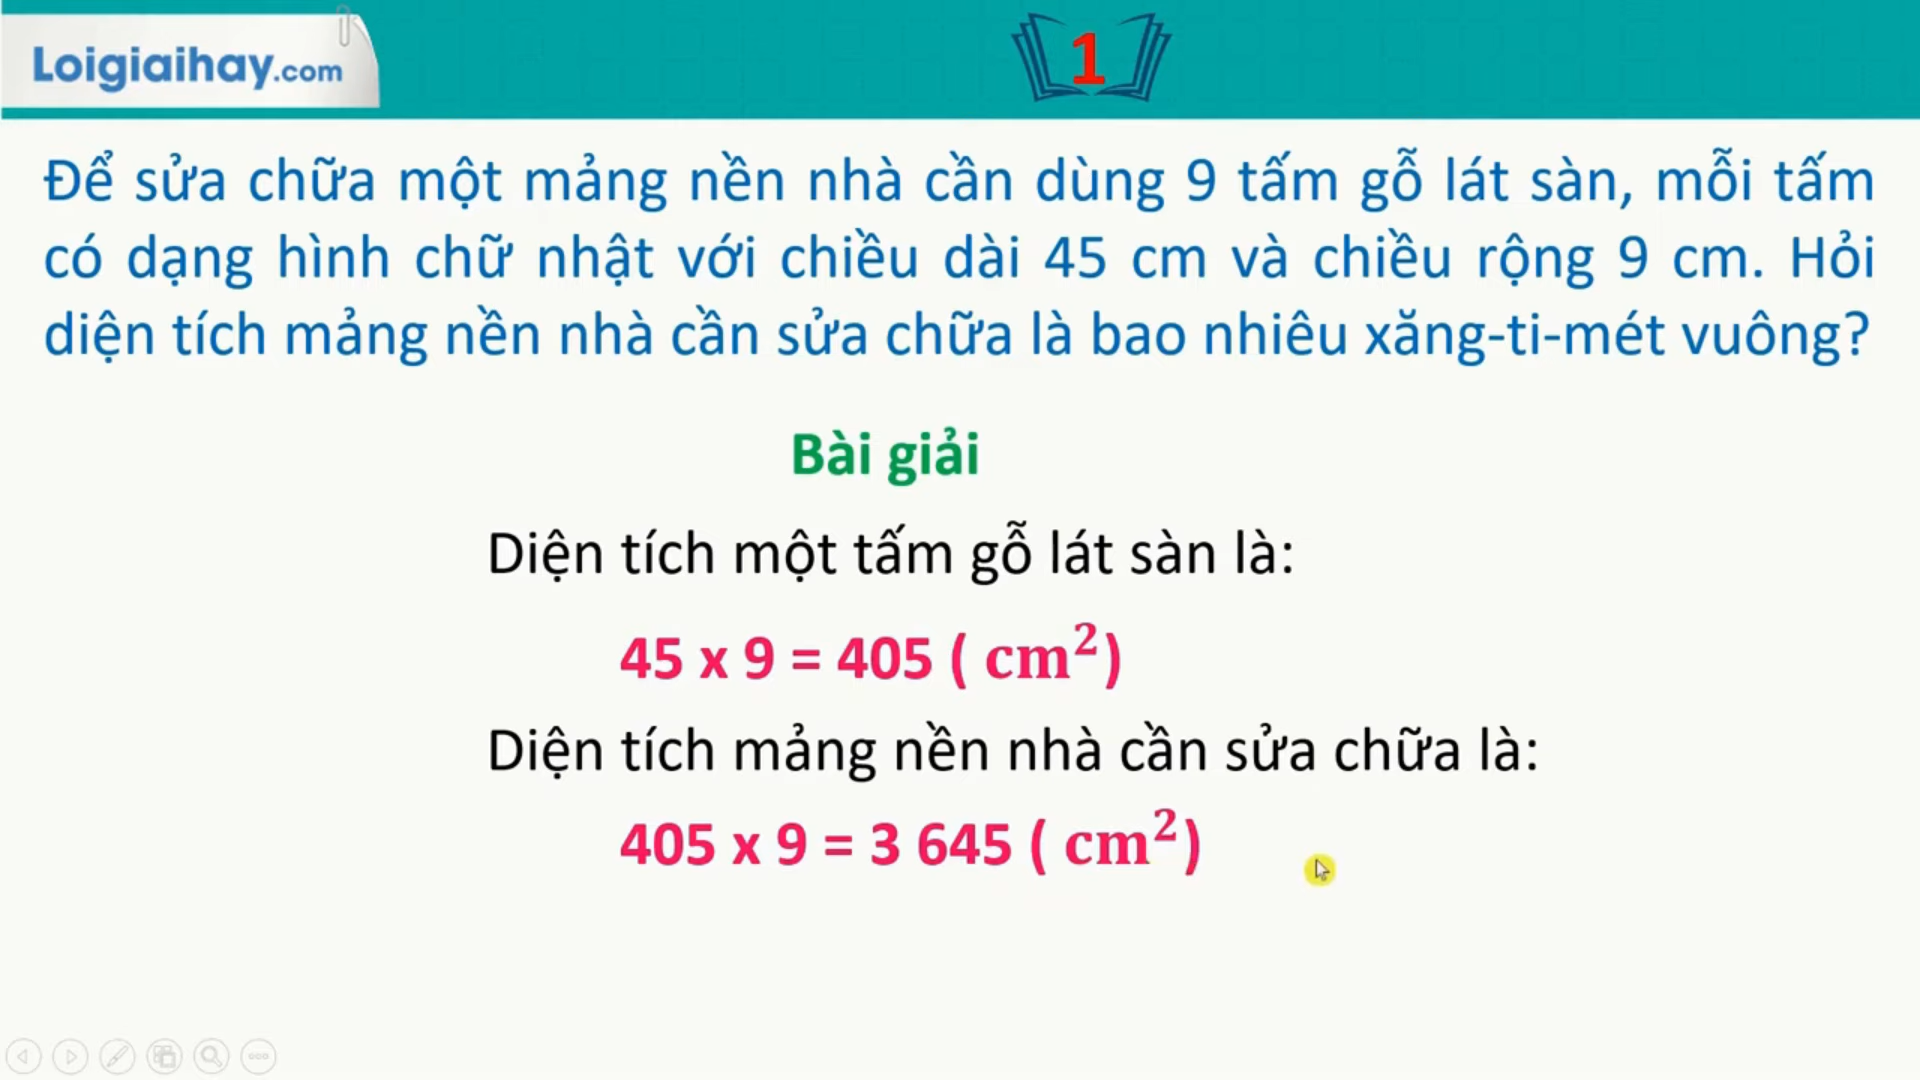 Loigiaihay.com
1
Để sửa chữa một mảng nền nhà cần dùng 9 tấm gỗ lát sàn, mỗi tấm
có dạng hình chữ nhật với chiều dài 45 cm và chiều rộng 9 cm. Hỏi
diện tích mảng nền nhà cần sửa chữa là bao nhiêu xăng-ti-mét vuông?
Bài giải
Diện tích một tấm gỗ lát sàn là:
45 x 9 = 405 ( cm²)
Diện tích mảng nền nhà cần sửa chữa là:
405 x 9 = 3 645 ( cm²)